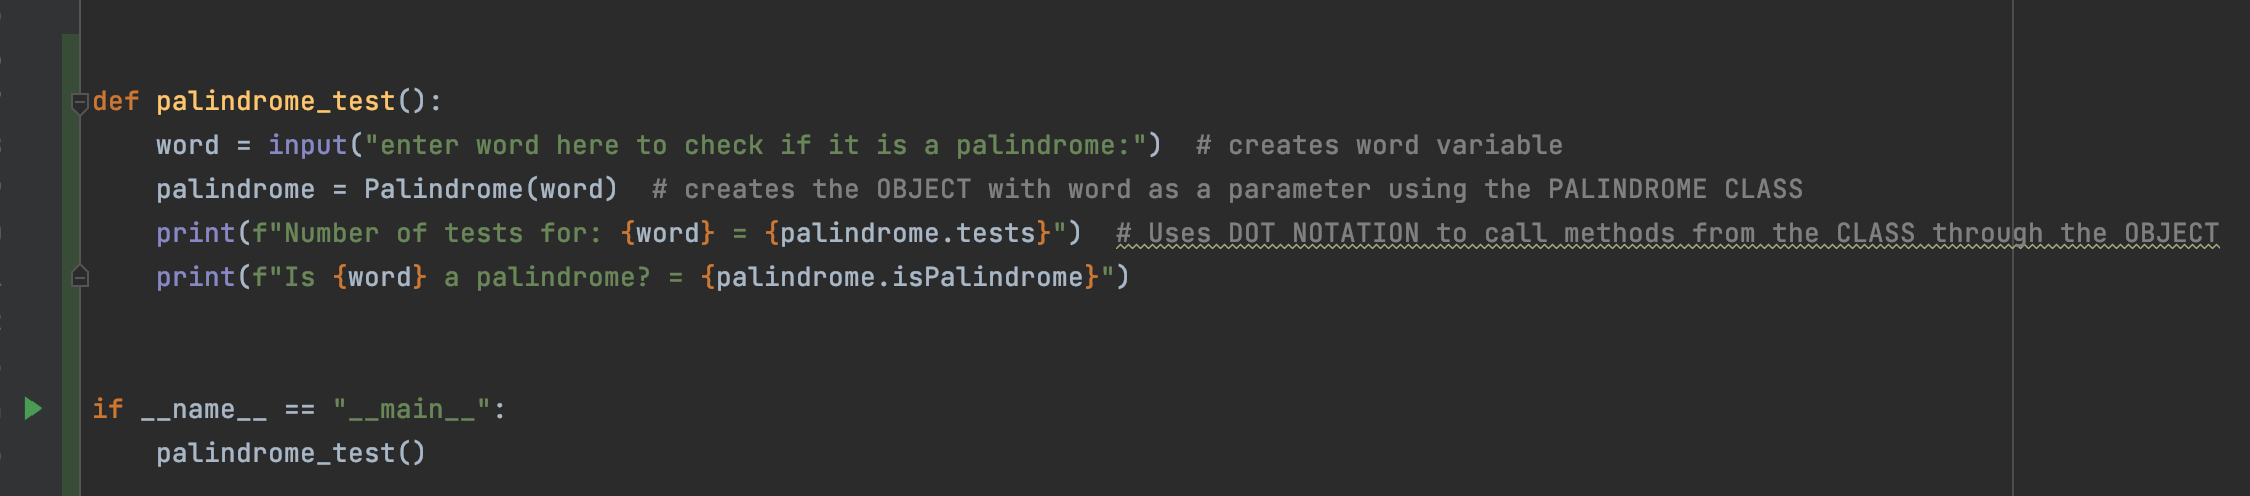 def palindrome_test():
    word = input("enter word here to check if it is a palindrome:")  # creates word variable
    palindrome = Palindrome(word)  # creates the OBJECT with word as a parameter using the PALINDROME CLASS
    print(f"Number of tests for: {word} = {palindrome.tests}")  # Uses DOT NOTATION to call methods from the CLASS through the OBJECT
    print(f"Is {word} a palindrome? = {palindrome.isPalindrome}")
if __name__ == "__main__":
    palindrome_test()